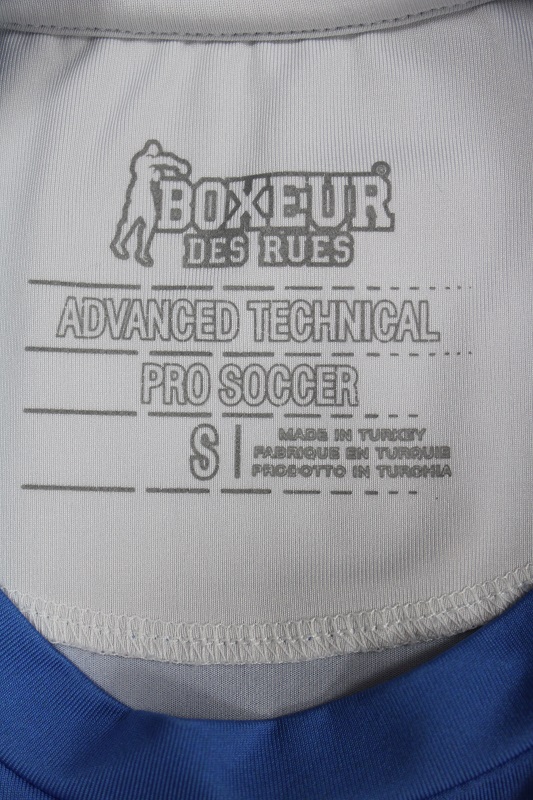 BOXEUR®
DES RUES
ADVANCED TECHNICAL
PRO SOCCER
S
MADE IN TURKEY
FABRIQUE EN TURQUIE
PRODOTTO IN TURCHIA